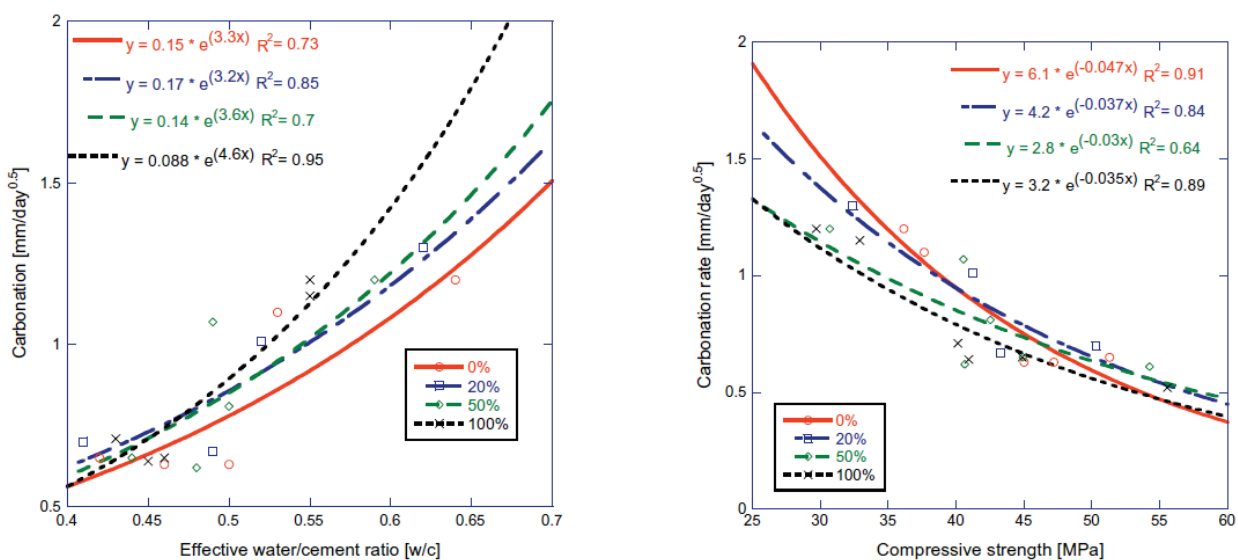 2
y = 0.15 * e^(3.3x) R²= 0.73
y = 0.17 * e^(3.2x) R²= 0.85
y = 0.14 * e^(3.6x) R²= 0.7
y = 0.088 * e^(4.6x) R²= 0.95
1.5
1
0.5
Carbonation [mm/day^0.5]
0%
20%
50%
100%
0.4 0.45 0.5 0.55 0.6 0.65 0.7
Effective water/cement ratio [w/c]
2
y = 6.1 * e^(-0.047x) R²= 0.91
y = 4.2 * e^(-0.037x) R²= 0.84
y = 2.8 * e^(-0.03x) R²= 0.64
y = 3.2 * e^(-0.035x) R²= 0.89
1.5
1
0.5
0
Carbonation rate [mm/day^0.5]
0%
20%
50%
100%
25 30 35 40 45 50 55 60
Compressive strength [MPa]